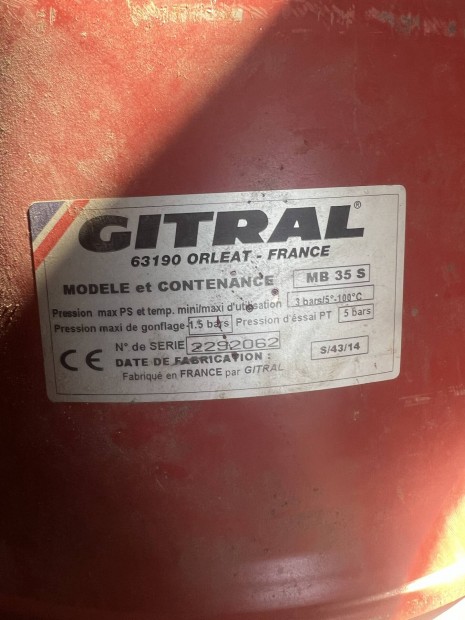 GITRAL®
63190 ORLEAT - FRANCE
MODELE et CONTENANCE MB 35 S
Pression max PS et temp. mini/maxi d'utilisation 3 bars/5°-100°C
Pression maxi de gonflage 1.5 bars Pression d'éssai PT 5 bars
N° de SERIE 2292062
CE DATE DE FABRICATION : S/43/14
Fabriqué en FRANCE par GITRAL